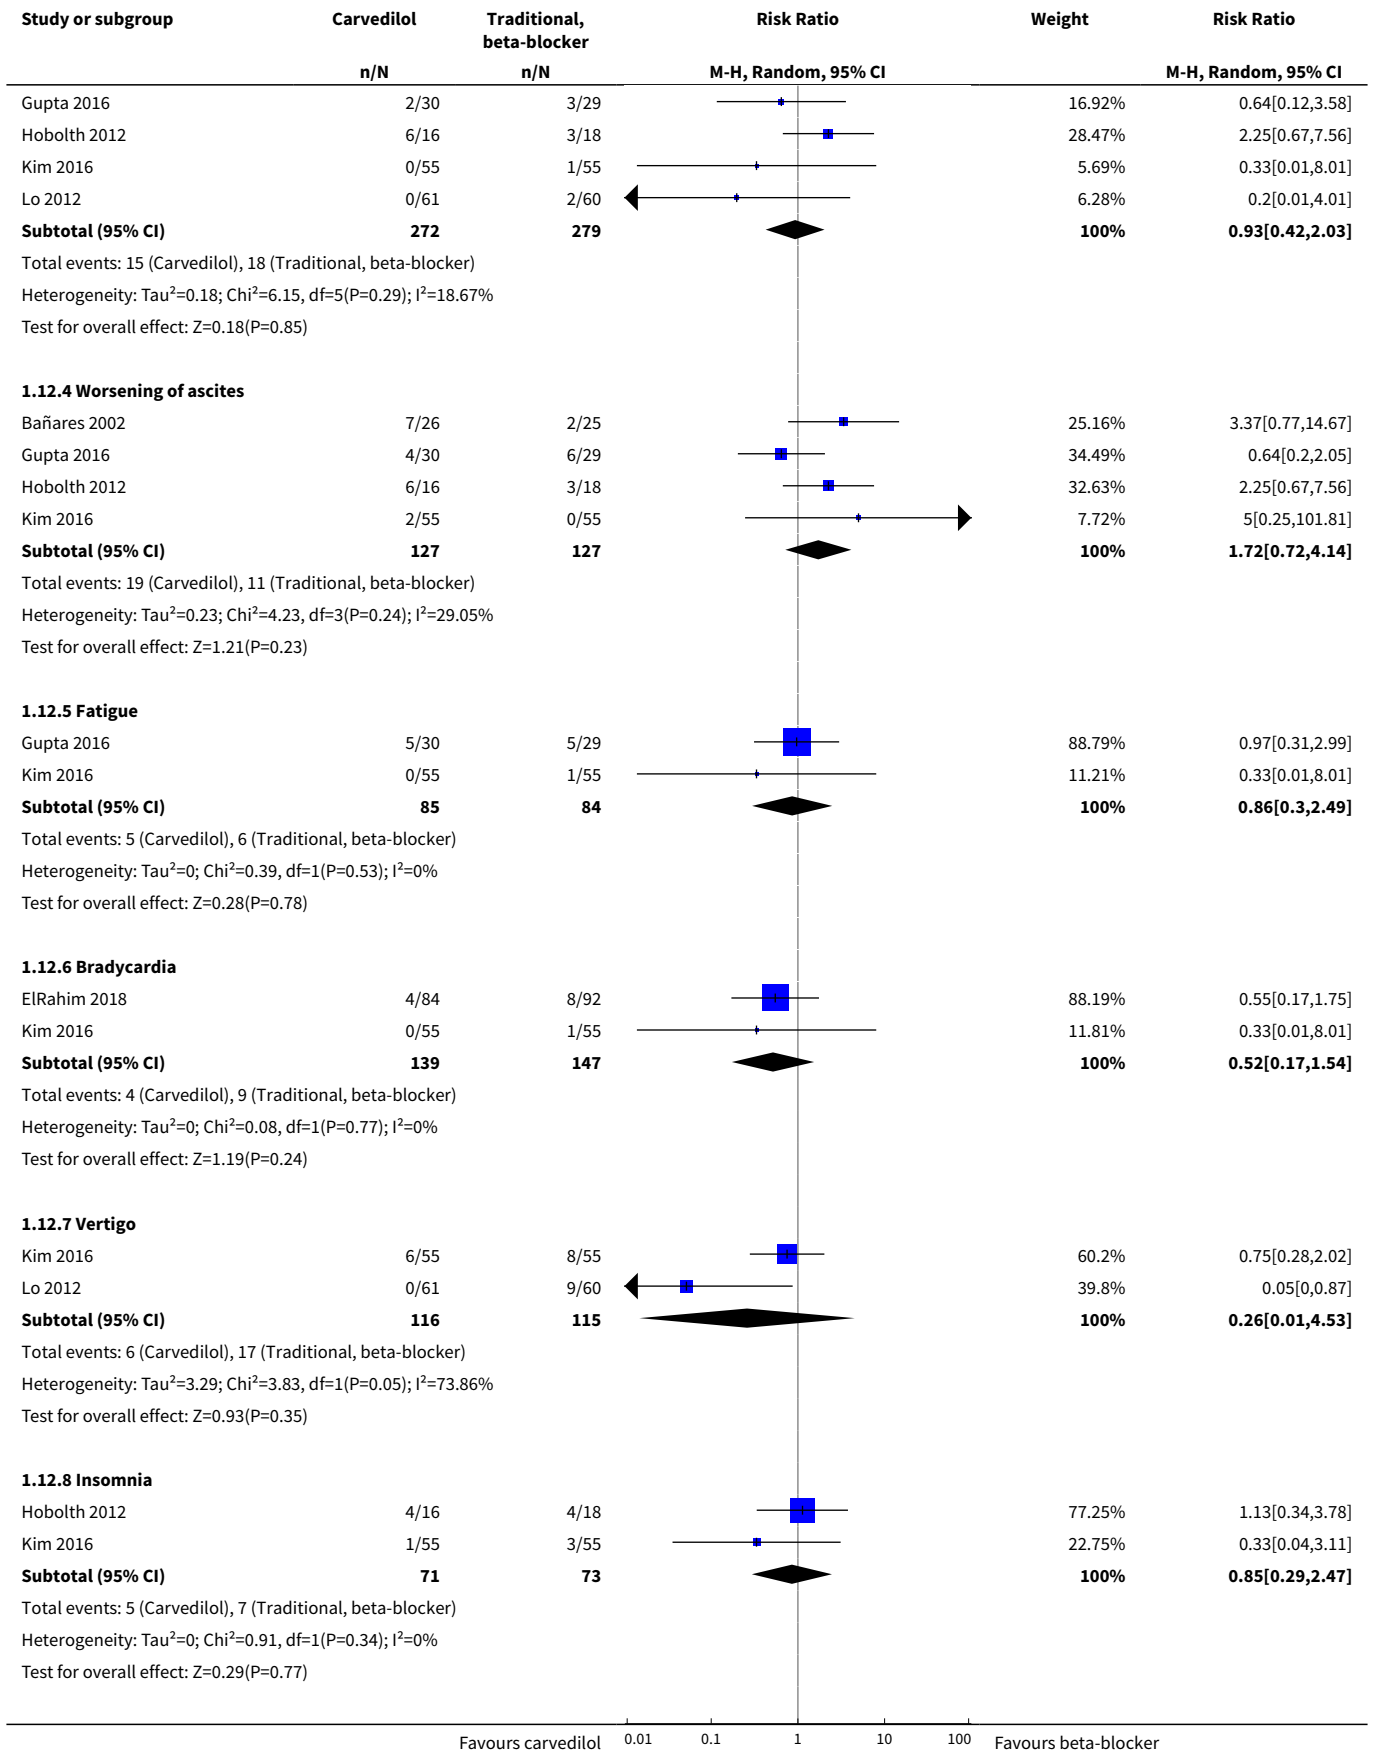 Study or subgroup Carvedilol Traditional, beta-blocker Risk Ratio Weight Risk Ratio
n/N n/N M-H, Random, 95% CI M-H, Random, 95% CI
Gupta 2016 2/30 3/29 16.92% 0.64[0.12,3.58]
Hobolth 2012 6/16 3/18 28.47% 2.25[0.67,7.56]
Kim 2016 0/55 1/55 5.69% 0.33[0.01,8.01]
Lo 2012 0/61 2/60 6.28% 0.2[0.01,4.01]
Subtotal (95% CI) 272 279 100% 0.93[0.42,2.03]
Total events: 15 (Carvedilol), 18 (Traditional, beta-blocker)
Heterogeneity: Tau²=0.18; Chi²=6.15, df=5(P=0.29); I²=18.67%
Test for overall effect: Z=0.18(P=0.85)
1.12.4 Worsening of ascites
Bañares 2002 7/26 2/25 25.16% 3.37[0.77,14.67]
Gupta 2016 4/30 6/29 34.49% 0.64[0.2,2.05]
Hobolth 2012 6/16 3/18 32.63% 2.25[0.67,7.56]
Kim 2016 2/55 0/55 7.72% 5[0.25,101.81]
Subtotal (95% CI) 127 127 100% 1.72[0.72,4.14]
Total events: 19 (Carvedilol), 11 (Traditional, beta-blocker)
Heterogeneity: Tau²=0.23; Chi²=4.23, df=3(P=0.24); I²=29.05%
Test for overall effect: Z=1.21(P=0.23)
1.12.5 Fatigue
Gupta 2016 5/30 5/29 88.79% 0.97[0.31,2.99]
Kim 2016 0/55 1/55 11.21% 0.33[0.01,8.01]
Subtotal (95% CI) 85 84 100% 0.86[0.3,2.49]
Total events: 5 (Carvedilol), 6 (Traditional, beta-blocker)
Heterogeneity: Tau²=0; Chi²=0.39, df=1(P=0.53); I²=0%
Test for overall effect: Z=0.28(P=0.78)
1.12.6 Bradycardia
ElRahim 2018 4/84 8/92 88.19% 0.55[0.17,1.75]
Kim 2016 0/55 1/55 11.81% 0.33[0.01,8.01]
Subtotal (95% CI) 139 147 100% 0.52[0.17,1.54]
Total events: 4 (Carvedilol), 9 (Traditional, beta-blocker)
Heterogeneity: Tau²=0; Chi²=0.08, df=1(P=0.77); I²=0%
Test for overall effect: Z=1.19(P=0.24)
1.12.7 Vertigo
Kim 2016 6/55 8/55 60.2% 0.75[0.28,2.02]
Lo 2012 0/61 9/60 39.8% 0.05[0,0.87]
Subtotal (95% CI) 116 115 100% 0.26[0.01,4.53]
Total events: 6 (Carvedilol), 17 (Traditional, beta-blocker)
Heterogeneity: Tau²=3.29; Chi²=3.83, df=1(P=0.05); I²=73.86%
Test for overall effect: Z=0.93(P=0.35)
1.12.8 Insomnia
Hobolth 2012 4/16 4/18 77.25% 1.13[0.34,3.78]
Kim 2016 1/55 3/55 22.75% 0.33[0.04,3.11]
Subtotal (95% CI) 71 73 100% 0.85[0.29,2.47]
Total events: 5 (Carvedilol), 7 (Traditional, beta-blocker)
Heterogeneity: Tau²=0; Chi²=0.91, df=1(P=0.34); I²=0%
Test for overall effect: Z=0.29(P=0.77)
Favours carvedilol 0.01 0.1 1 10 100 Favours beta-blocker